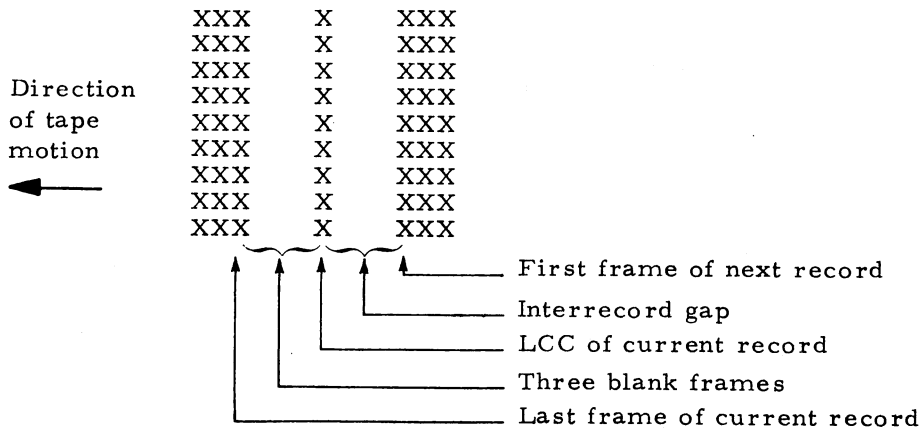 XXX X XXX
XXX X XXX
XXX X XXX
XXX X XXX
XXX X XXX
XXX X XXX
XXX X XXX
XXX X XXX
XXX X XXX
Direction
of tape
motion
First frame of next record
Interrecord gap
LCC of current record
Three blank frames
Last frame of current record